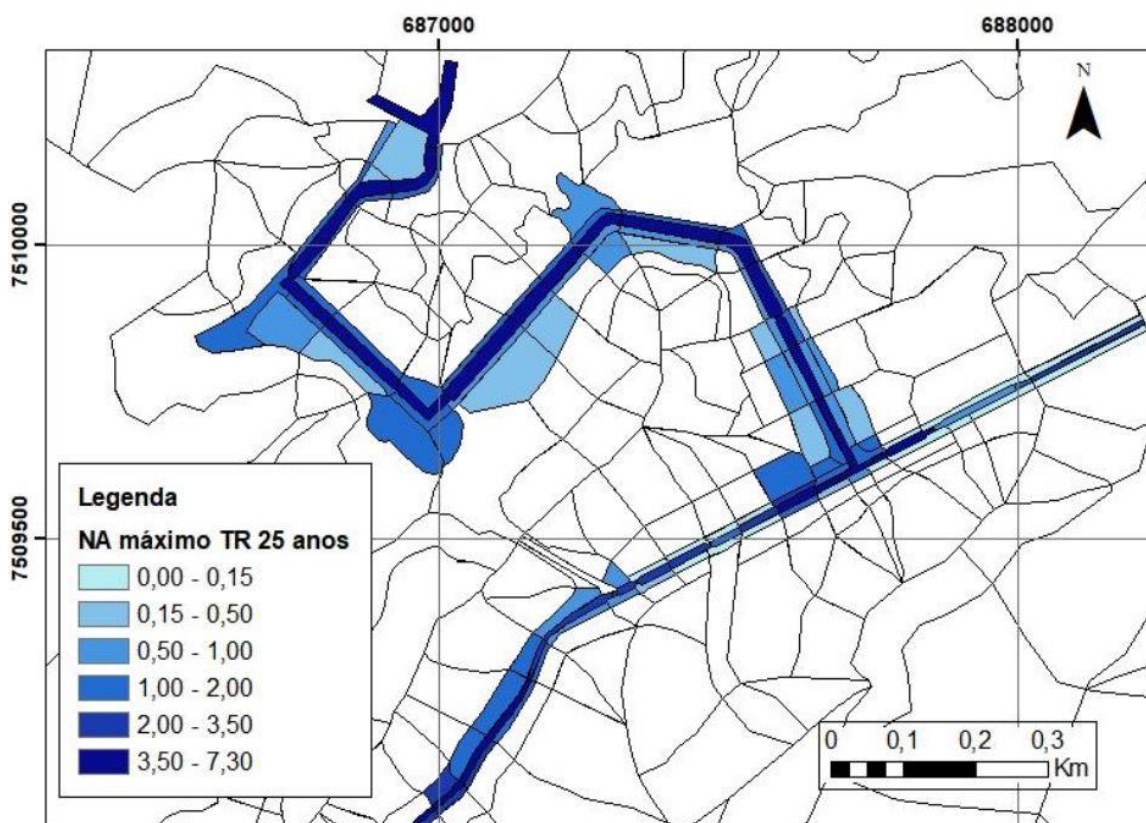 687000 688000
N
7510000
7509500
Legenda
NA máximo TR 25 anos
0,00 - 0,15
0,15 - 0,50
0,50 - 1,00
1,00 - 2,00
2,00 - 3,50
3,50 - 7,30
0 0,1 0,2 0,3
Km